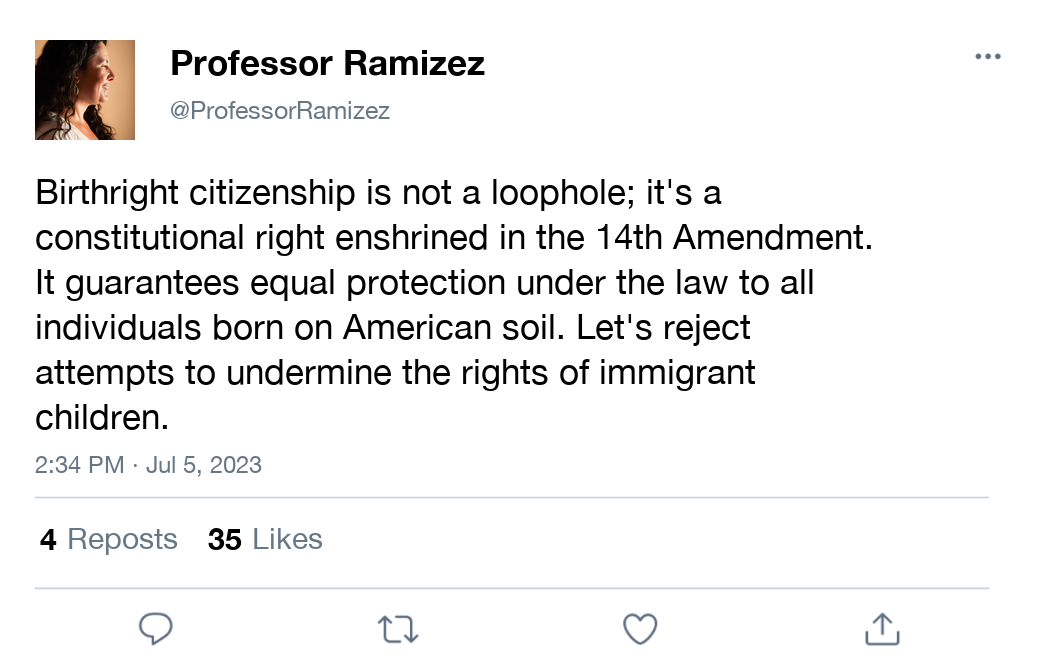 Professor Ramizez
@ProfessorRamizez
Birthright citizenship is not a loophole; it's a
constitutional right enshrined in the 14th Amendment.
It guarantees equal protection under the law to all
individuals born on American soil. Let's reject
attempts to undermine the rights of immigrant
children.
2:34 PM · Jul 5, 2023
4 Reposts 35 Likes